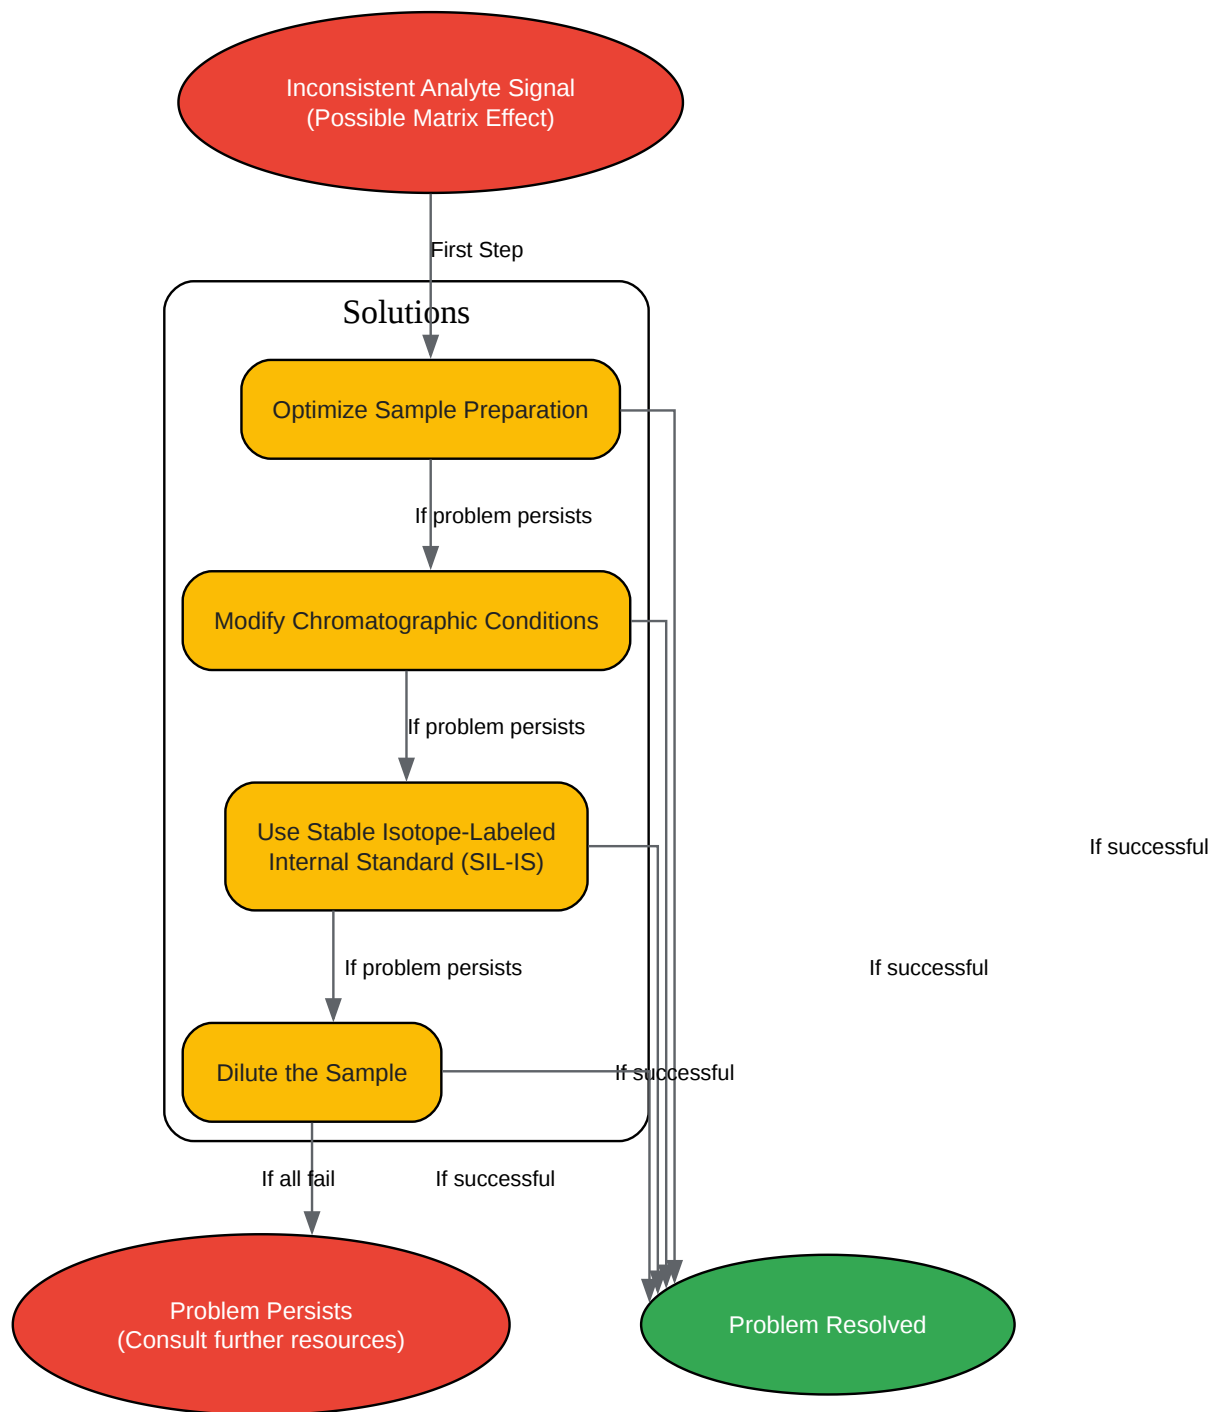 Inconsistent Analyte Signal
(Possible Matrix Effect)
First Step
Solutions
Optimize Sample Preparation
If problem persists
Modify Chromatographic Conditions
If problem persists
Use Stable Isotope-Labeled
Internal Standard (SIL-IS)
If successful
If problem persists
If successful
Dilute the Sample
If successful
If all fail
If successful
Problem Persists
(Consult further resources)
Problem Resolved